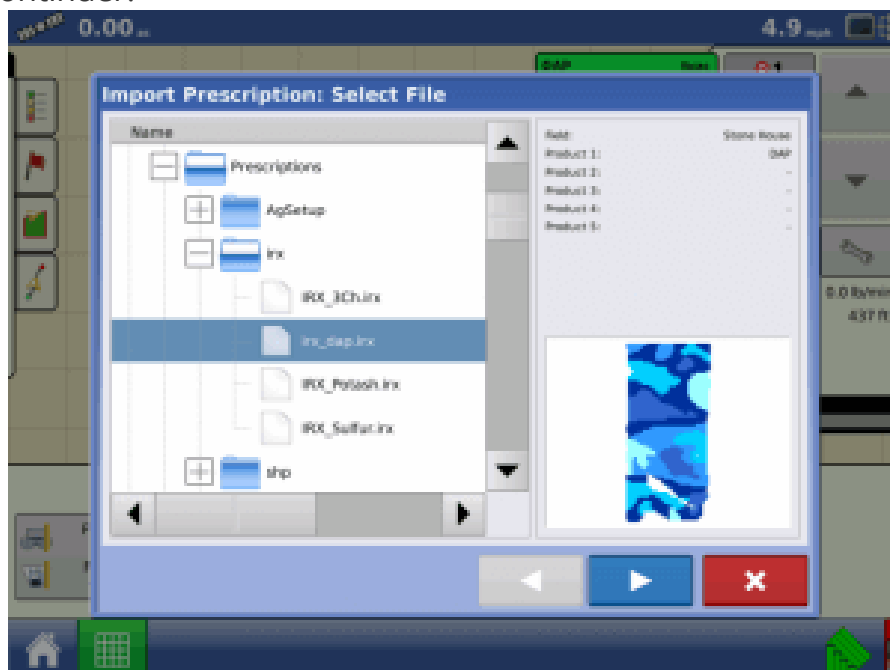 0.00
4.9 mph
DAP
1
Import Prescription: Select File
Name
Prescriptions
AgSetup
irx
IRX_3Ch.irx
irx_dap.irx
IRX_Potash.irx
IRX_Sulfur.irx
shp
Field: Stone House
Product 1: DAP
Product 2: -
Product 3: -
Product 4: -
Product 5: -
0.0 lb/min
437 ft